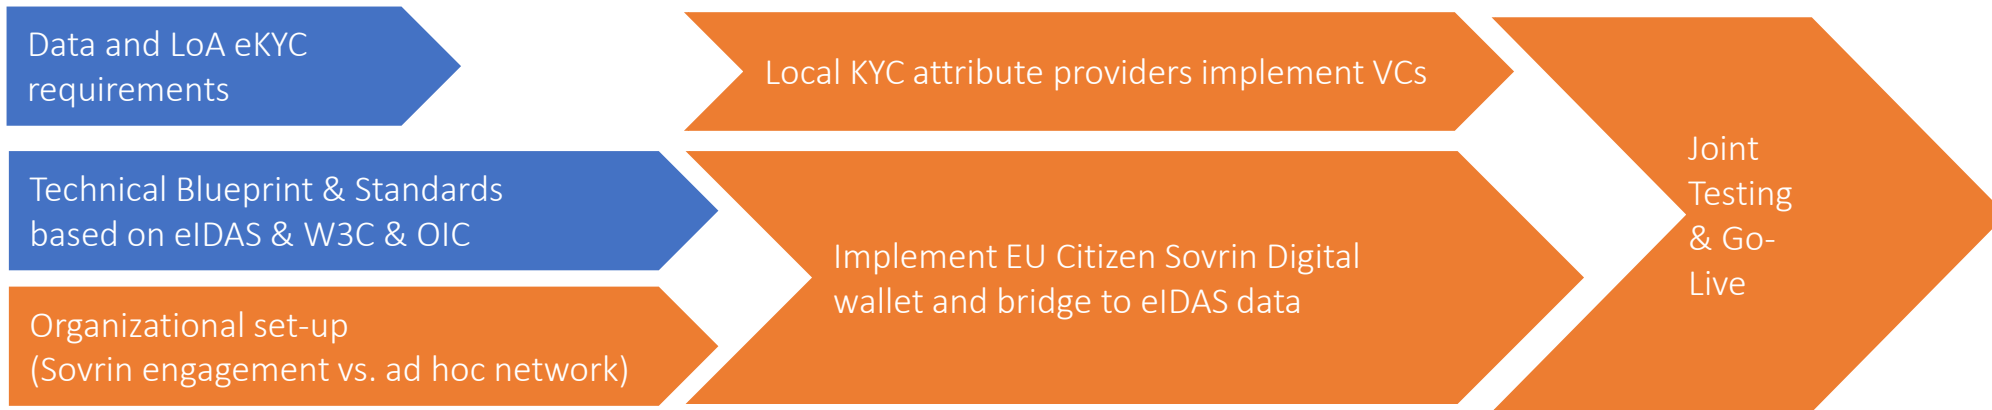 Data and LoA eKYC
requirements
Technical Blueprint & Standards
based on eIDAS & W3C & OIC
Organizational set-up
(Sovrin engagement vs. ad hoc network)
Local KYC attribute providers implement VCs
Implement EU Citizen Sovrin Digital
wallet and bridge to eIDAS data
Joint
Testing
& Go-
Live